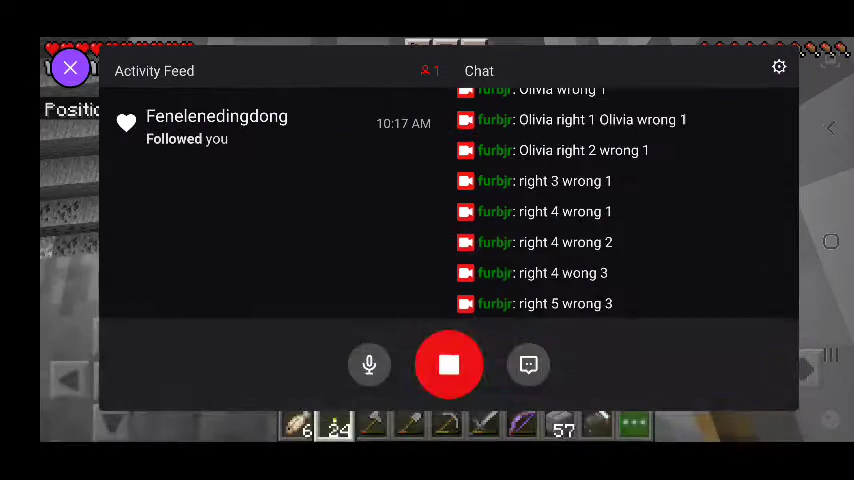 Activity Feed
1
Chat
Positio
Fenelenedingdong
10:17 AM
Followed you
furbjr: Olivia wrong 1
furbjr: Olivia right 1 Olivia wrong 1
furbjr: Olivia right 2 wrong 1
furbjr: right 3 wrong 1
furbjr: right 4 wrong 1
furbjr: right 4 wrong 2
furbjr: right 4 wong 3
furbjr: right 5 wrong 3
6
24
57